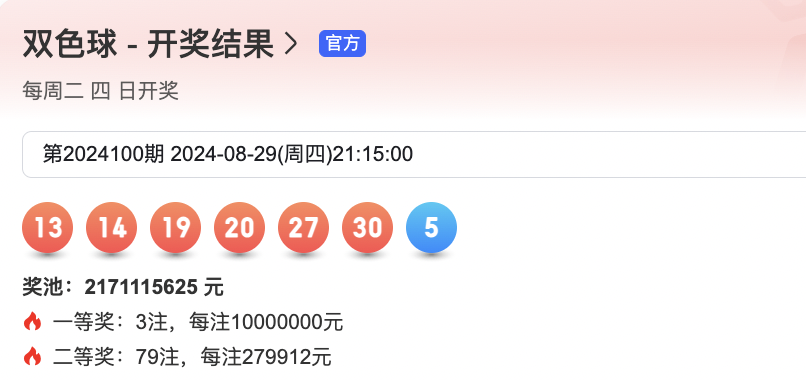 双色球 - 开奖结果 >
官方
每周二 四 日开奖
第2024100期 2024-08-29(周四)21:15:00
13 14 19 20 27 30 5
奖池：2171115625 元
一等奖：3注，每注10000000元
二等奖：79注，每注279912元